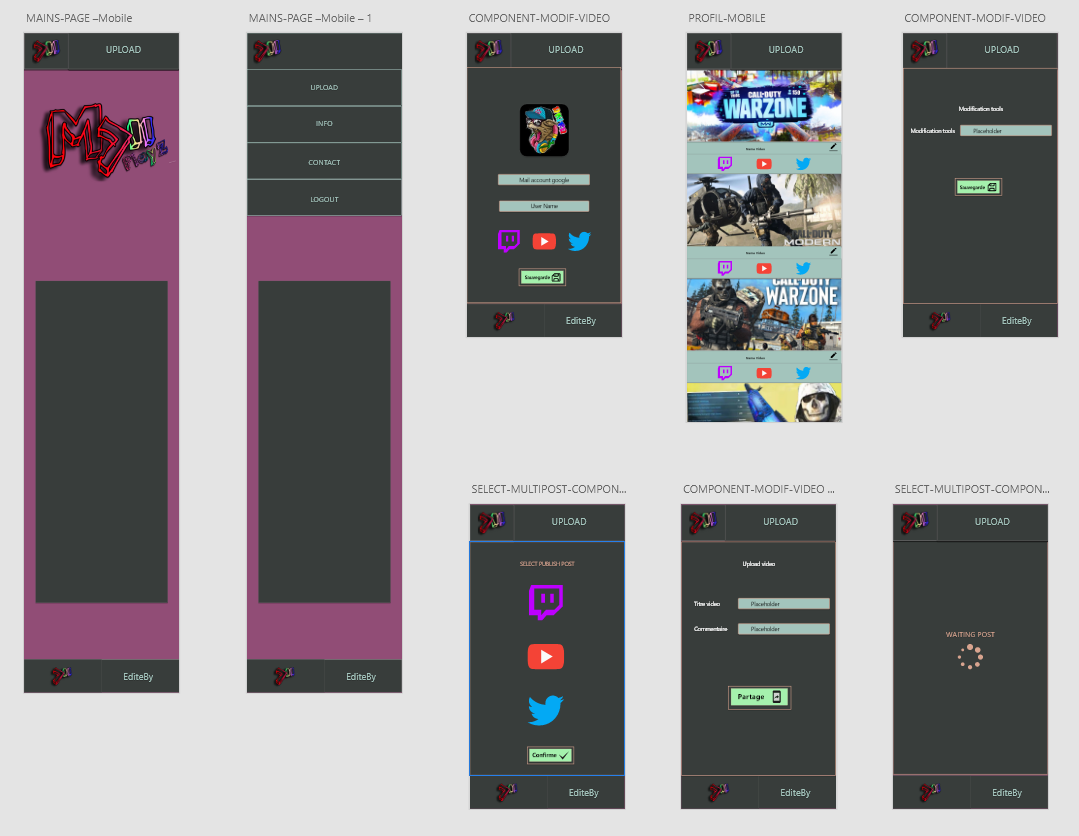 MAINS-PAGE –Mobile
UPLOAD
EditeBy
MAINS-PAGE –Mobile – 1
UPLOAD
INFO
CONTACT
LOGOUT
EditeBy
COMPONENT-MODIF-VIDEO
UPLOAD
Mail account google
User Name
Sauvegarde
EditeBy
PROFIL-MOBILE
UPLOAD
CALL·DUTY
WARZONE
Name Video
CALL·DUTY
MODERN
Name Video
CALL·DUTY
WARZONE
Name Video
COMPONENT-MODIF-VIDEO
UPLOAD
Modification tools
Modification tools
Placeholder
Sauvegarde
EditeBy
SELECT-MULTIPOST-COMPON...
UPLOAD
SELECT PUBLISH POST
Confirme
EditeBy
COMPONENT-MODIF-VIDEO ...
UPLOAD
Upload video
Titre video
Placeholder
Commentaire
Placeholder
Partage
EditeBy
SELECT-MULTIPOST-COMPON...
UPLOAD
WAITING POST
EditeBy